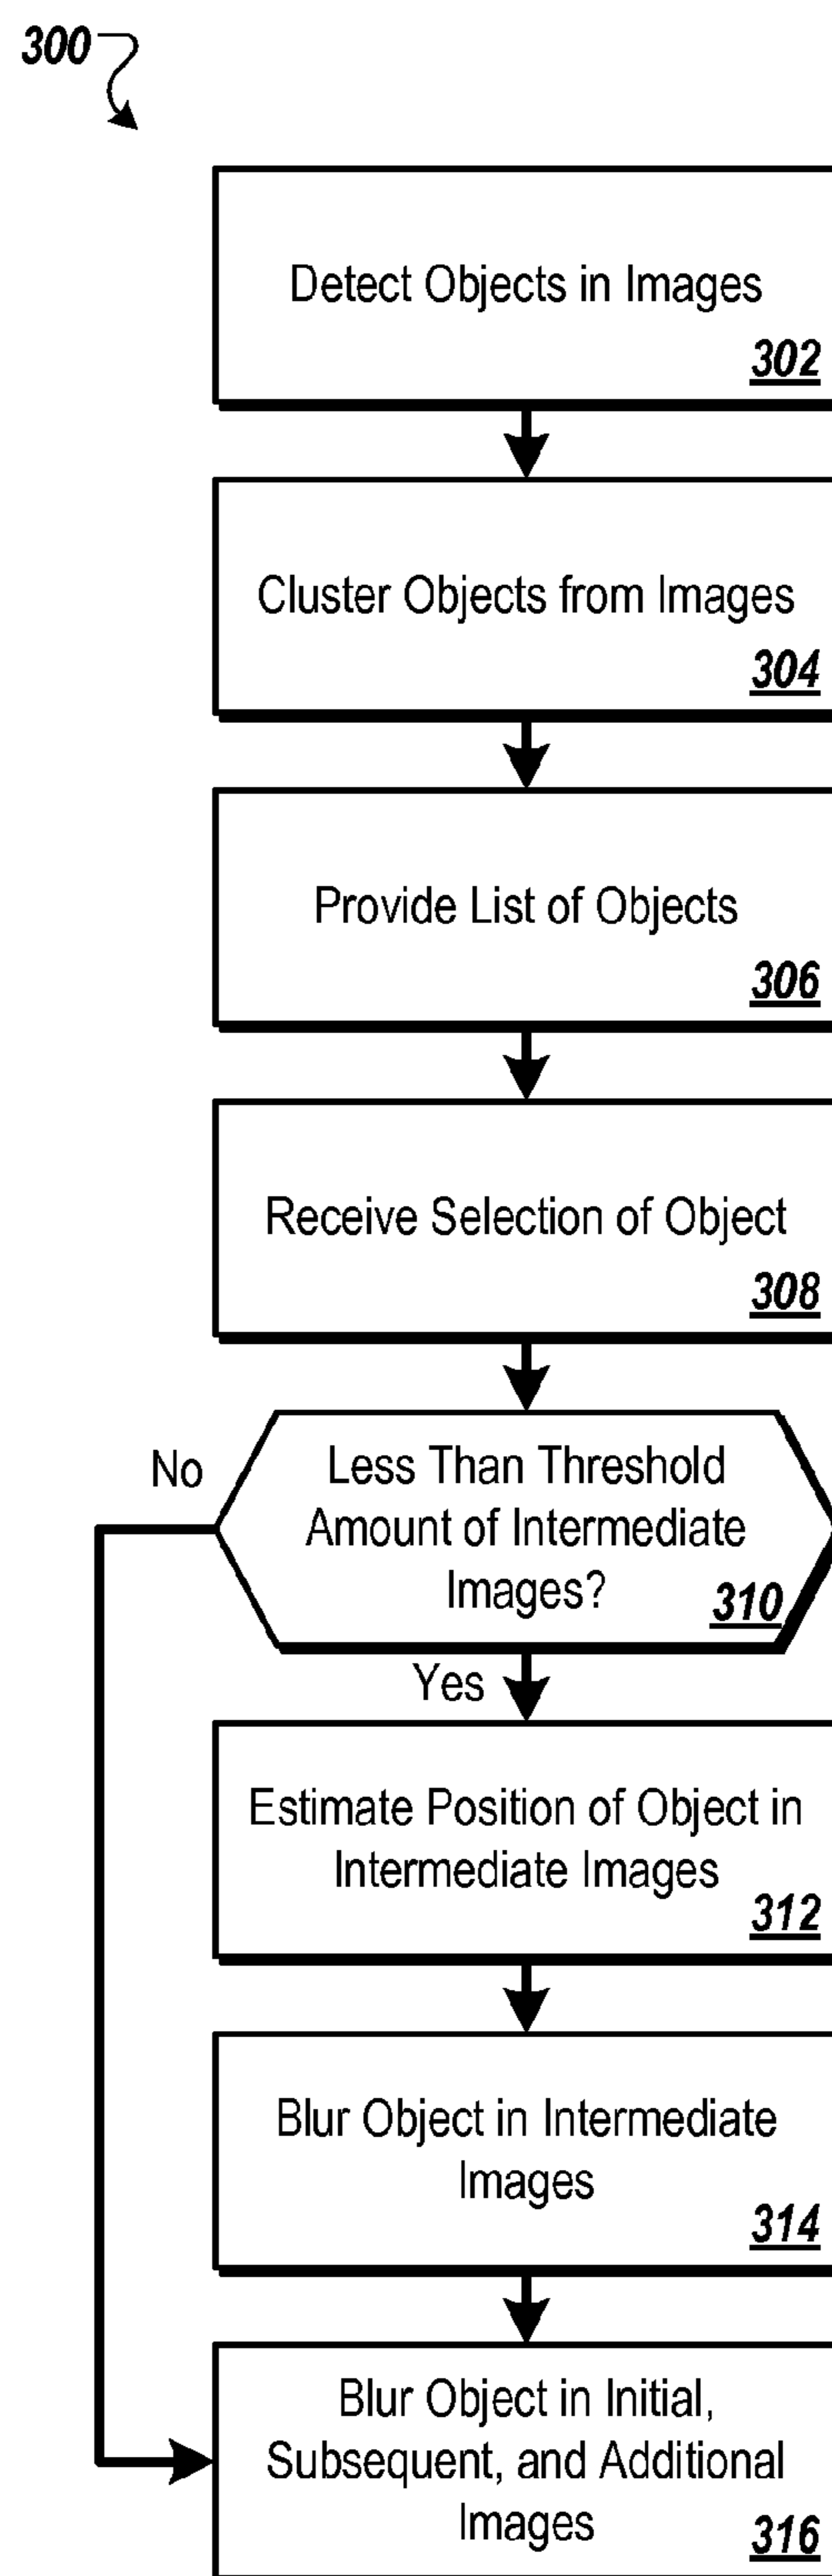 300
Detect Objects in Images
302
Cluster Objects from Images
304
Provide List of Objects
306
Receive Selection of Object
308
No
Less Than Threshold
Amount of Intermediate
Images?
310
Yes
Estimate Position of Object in
Intermediate Images
312
Blur Object in Intermediate
Images
314
Blur Object in Initial,
Subsequent, and Additional
Images
316